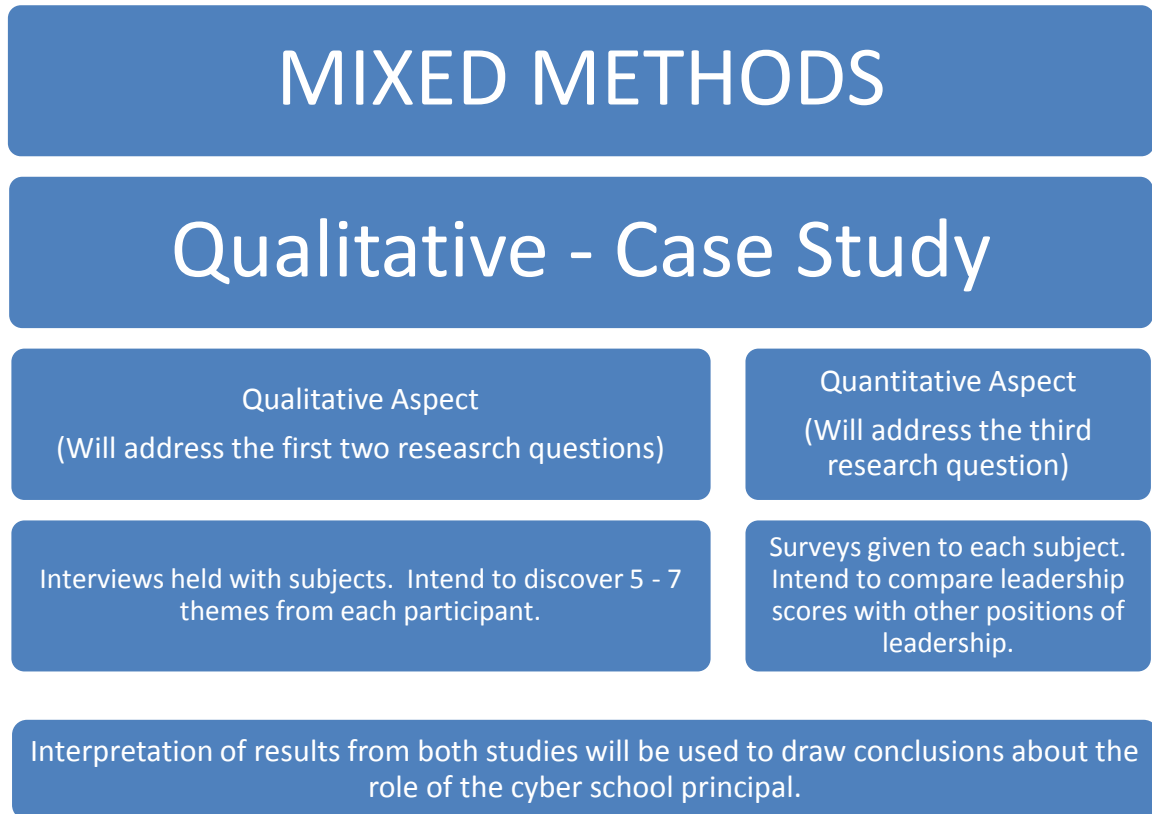 MIXED METHODS
Qualitative - Case Study
Qualitative Aspect
(Will address the first two reseasrch questions)
Quantitative Aspect
(Will address the third
research question)
Interviews held with subjects.  Intend to discover 5 - 7
themes from each participant.
Surveys given to each subject.
Intend to compare leadership
scores with other positions of
leadership.
Interpretation of results from both studies will be used to draw conclusions about the
role of the cyber school principal.